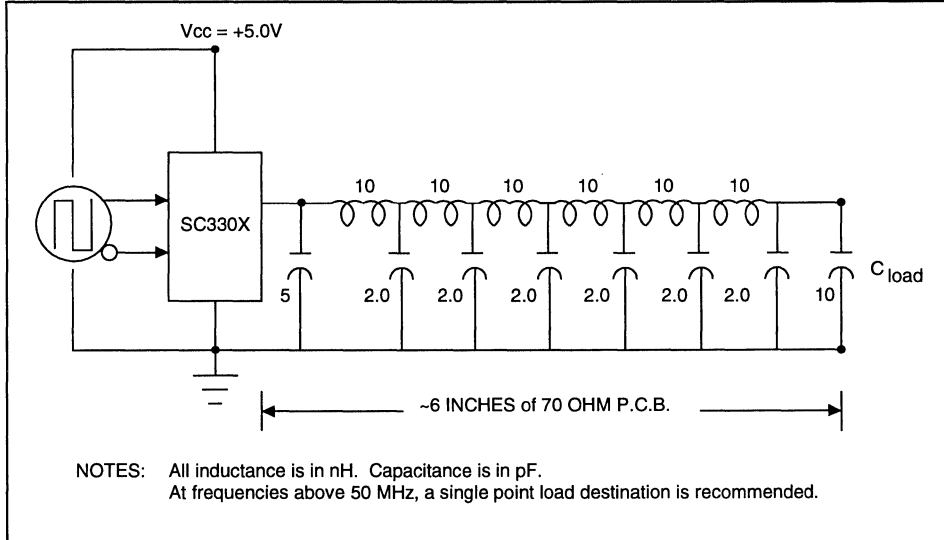 Vcc = +5.0V
SC330X
10 10 10 10 10 10
5 2.0 2.0 2.0 2.0 2.0 2.0 10 C load
~6 INCHES of 70 OHM P.C.B.
NOTES: All inductance is in nH. Capacitance is in pF.
At frequencies above 50 MHz, a single point load destination is recommended.